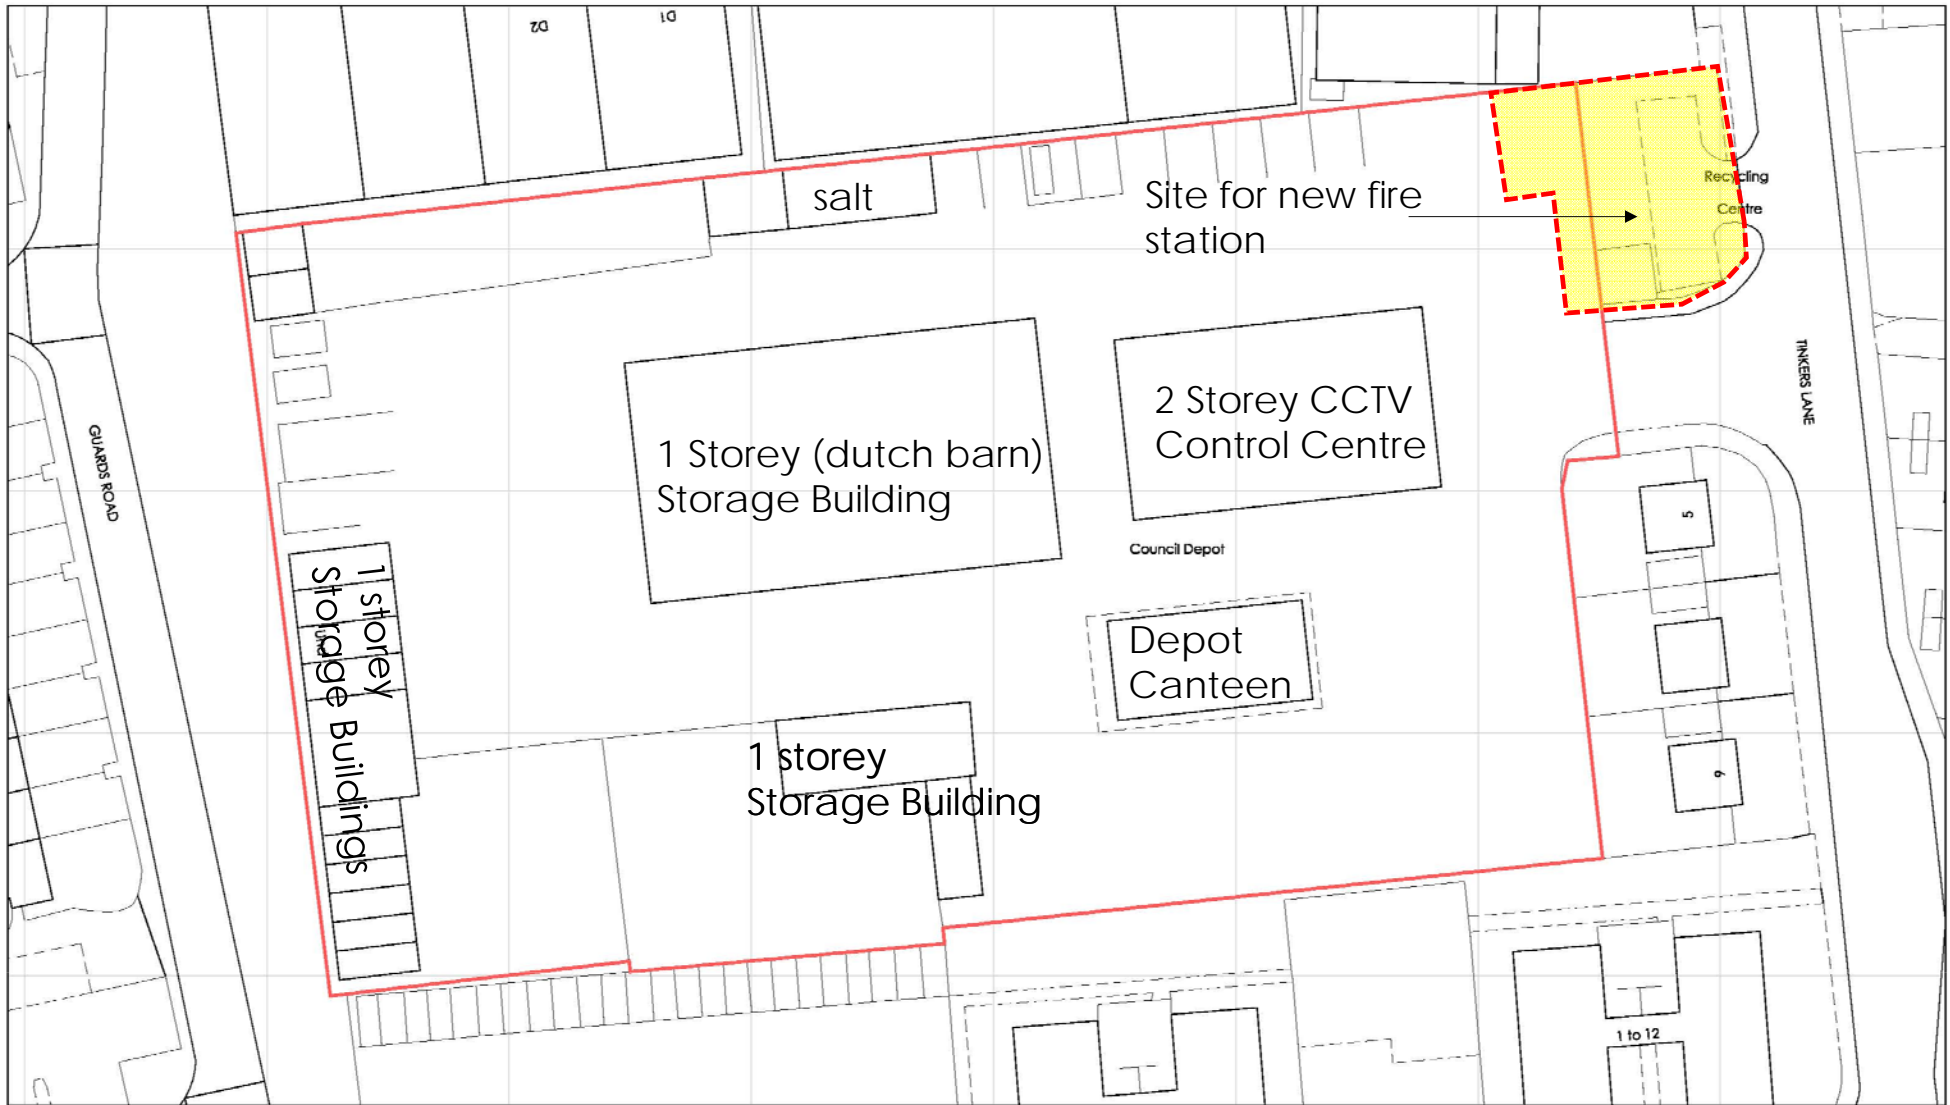 D2
D1
salt
Site for new fire
station
Recycling
Centre
2 Storey CCTV
Control Centre
TINKERS LANE
1 Storey (dutch barn)
Storage Building
GUARDS ROAD
Council Depot
5
1 storey
Storage Buildings
Depot
Canteen
1 storey
Storage Building
9
1 to 12